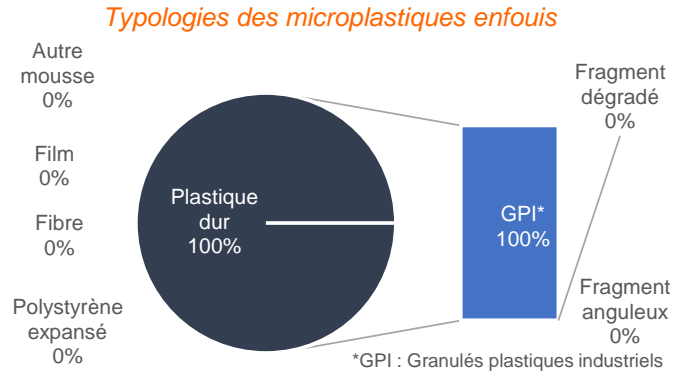 Typologies des microplastiques enfouis
Autre
mousse
0%
Film
0%
Fibre
0%
Polystyrène
expansé
0%
Plastique
dur
100%
GPI*
100%
Fragment
dégradé
0%
Fragment
anguleux
0%
*GPI : Granulés plastiques industriels